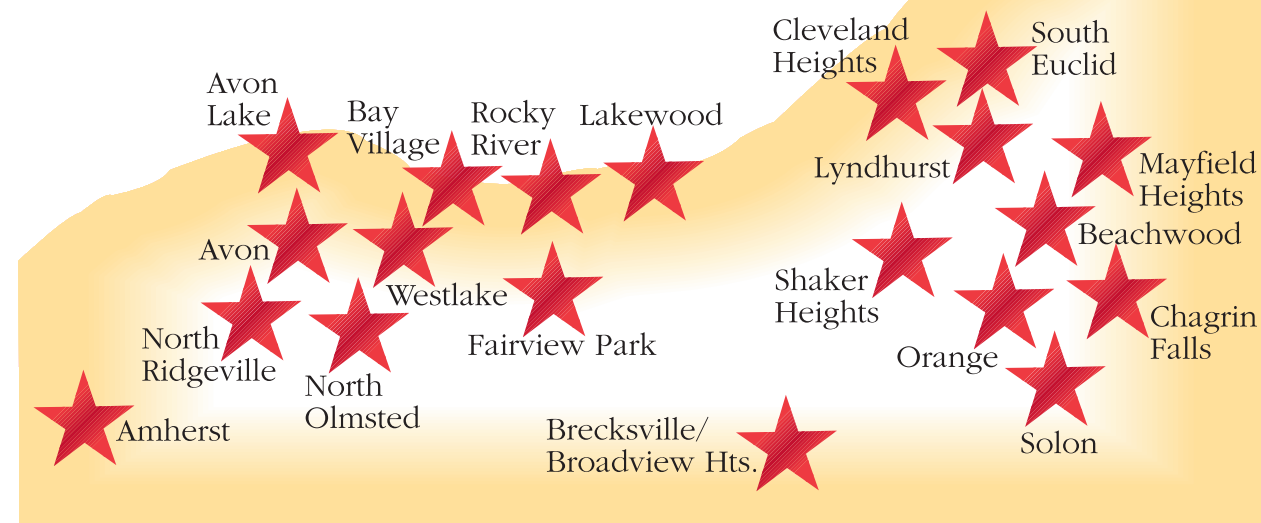 Cleveland
Heights
South
Euclid
Avon
Lake
Bay
Village
Rocky
River
Lakewood
Lyndhurst
Mayfield
Heights
Avon
Beachwood
Westlake
Shaker
Heights
Chagrin
Falls
North
Ridgeville
Fairview Park
Orange
North
Olmsted
Amherst
Brecksville/
Broadview Hts.
Solon